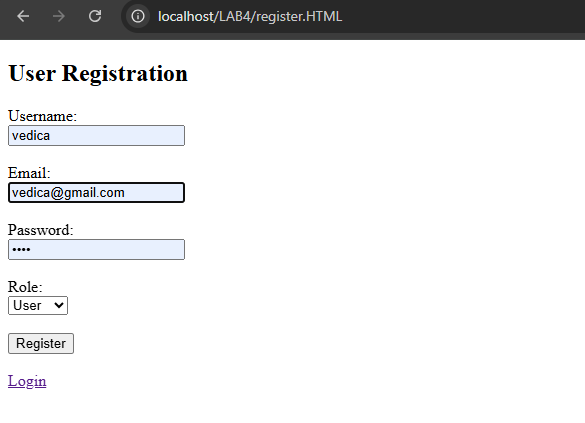 localhost/LAB4/register.HTML
User Registration
Username:
vedica
Email:
vedica@gmail.com
Password:
••••
Role:
User
Register
Login